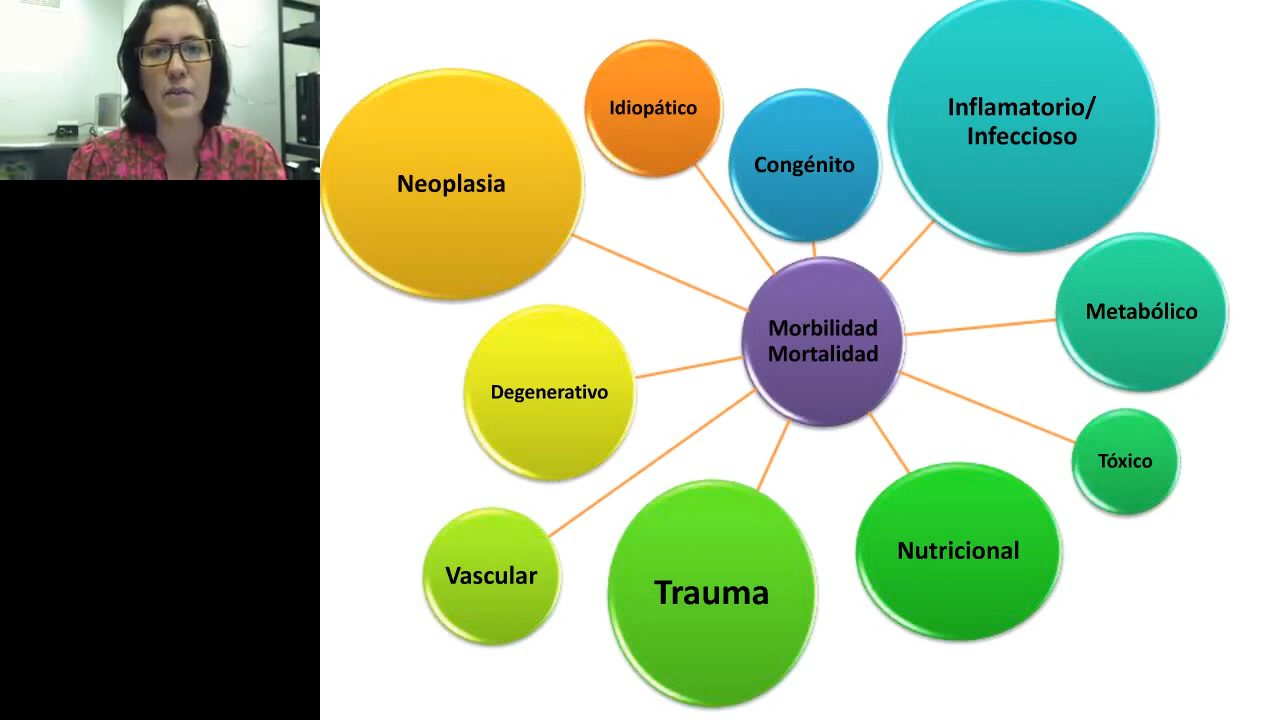 Idiopático
Congénito
Inflamatorio/
Infeccioso
Neoplasia
Metabólico
Morbilidad
Mortalidad
Degenerativo
Tóxico
Vascular
Trauma
Nutricional